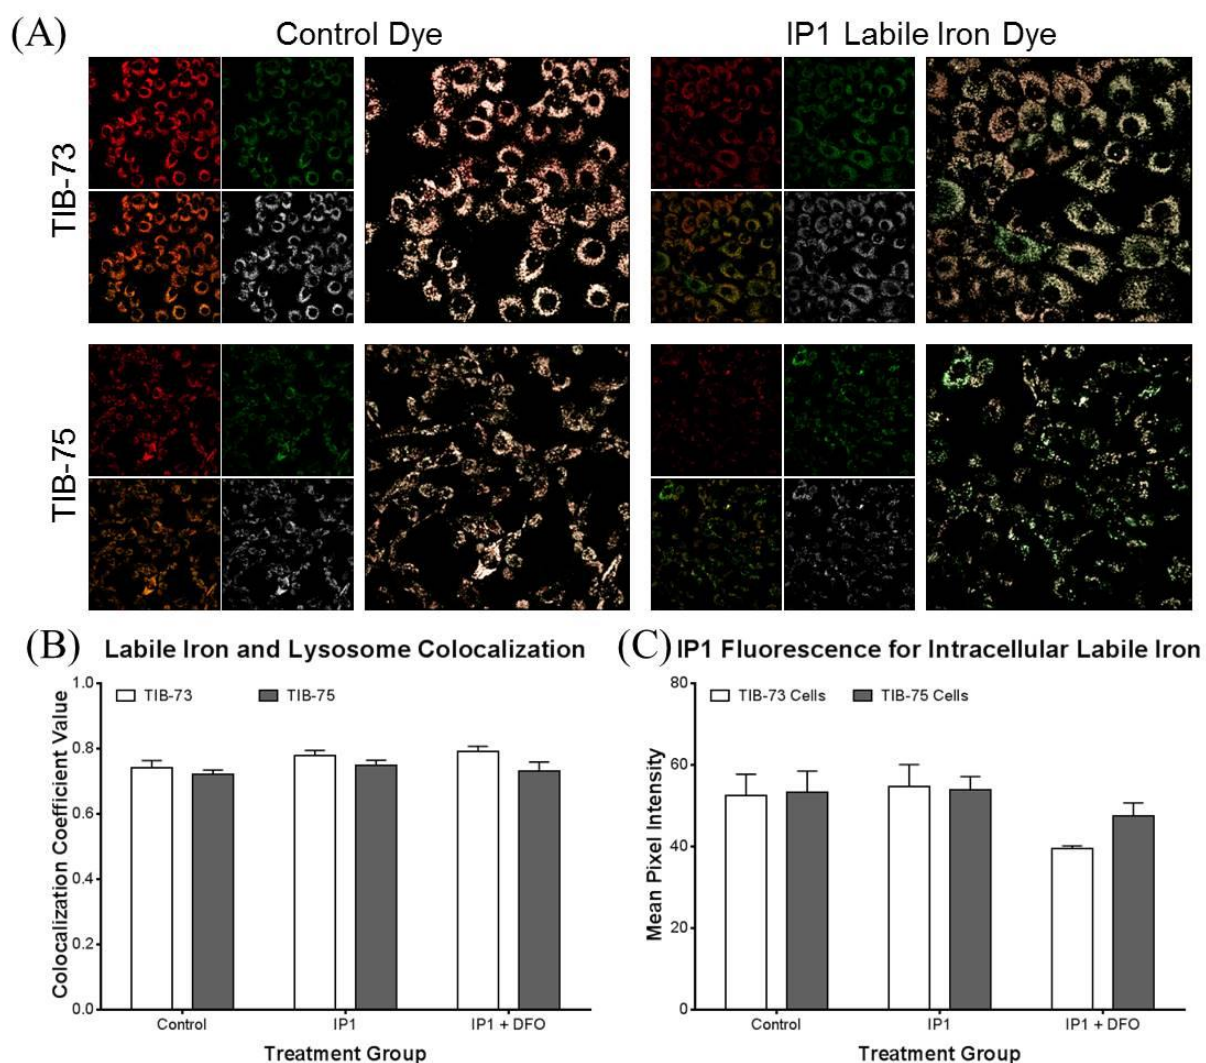 (A)
Control Dye
IP1 Labile Iron Dye
TIB-73
TIB-75
(B) Labile Iron and Lysosome Colocalization
Colocalization Coefficient Value
1.0
0.8
0.6
0.4
0.2
0.0
TIB-73
TIB-75
Control
IP1
IP1 + DFO
Treatment Group
(C) IP1 Fluorescence for Intracellular Labile Iron
Mean Pixel Intensity
80
60
40
20
0
TIB-73 Cells
TIB-75 Cells
Control
IP1
IP1 + DFO
Treatment Group